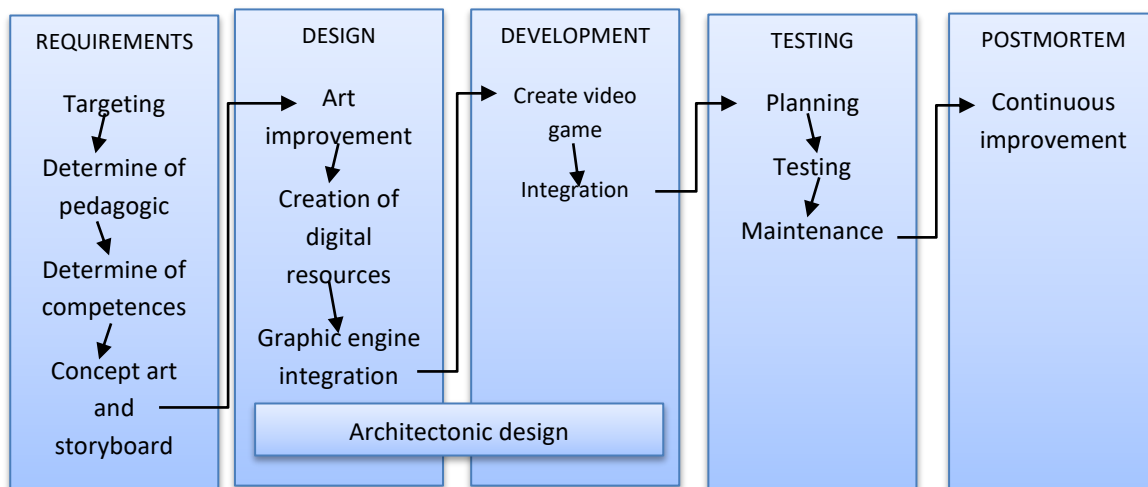 REQUIREMENTS
Targeting
Determine of
pedagogic
Determine of
competences
Concept art
and
storyboard
DESIGN
Art
improvement
Creation of
digital
resources
Graphic engine
integration
DEVELOPMENT
Create video
game
Integration
Architectonic design
TESTING
Planning
Testing
Maintenance
POSTMORTEM
Continuous
improvement